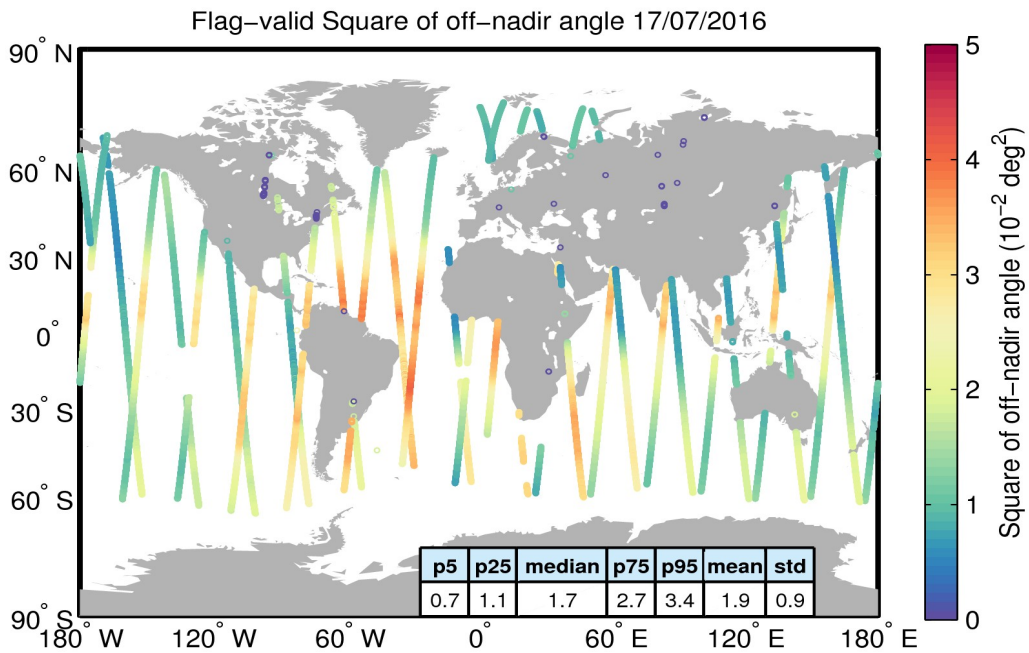 Flag−valid Square of off−nadir angle 17/07/2016
90° N
60° N
30° N
0°
30° S
60° S
90° S
180° W
120° W
60° W
0°
60° E
120° E
180° E
p5 p25 median p75 p95 mean std
0.7 1.1 1.7 2.7 3.4 1.9 0.9
5
4
3
2
1
0
Square of off−nadir angle (10⁻² deg²)